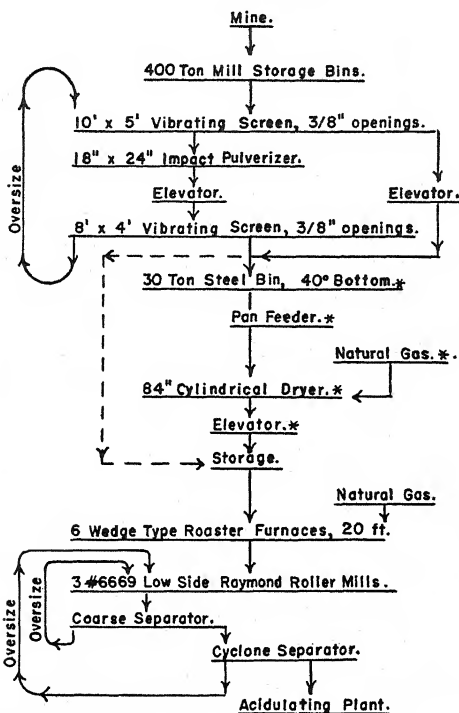 Mine.
400 Ton Mill Storage Bins.
10' x 5' Vibrating Screen, 3/8" openings.
18" x 24" Impact Pulverizer.
Elevator.
Elevator.
Oversize
8' x 4' Vibrating Screen, 3/8" openings.
30 Ton Steel Bin, 40° Bottom.*
Pan Feeder.*
Natural Gas.*.
84" Cylindrical Dryer.*
Elevator.*
Storage.
Natural Gas.
6 Wedge Type Roaster Furnaces, 20 ft.
3 #6669 Low Side Raymond Roller Mills.
Oversize
Oversize
Coarse Separator.
Cyclone Separator.
Acidulating Plant.